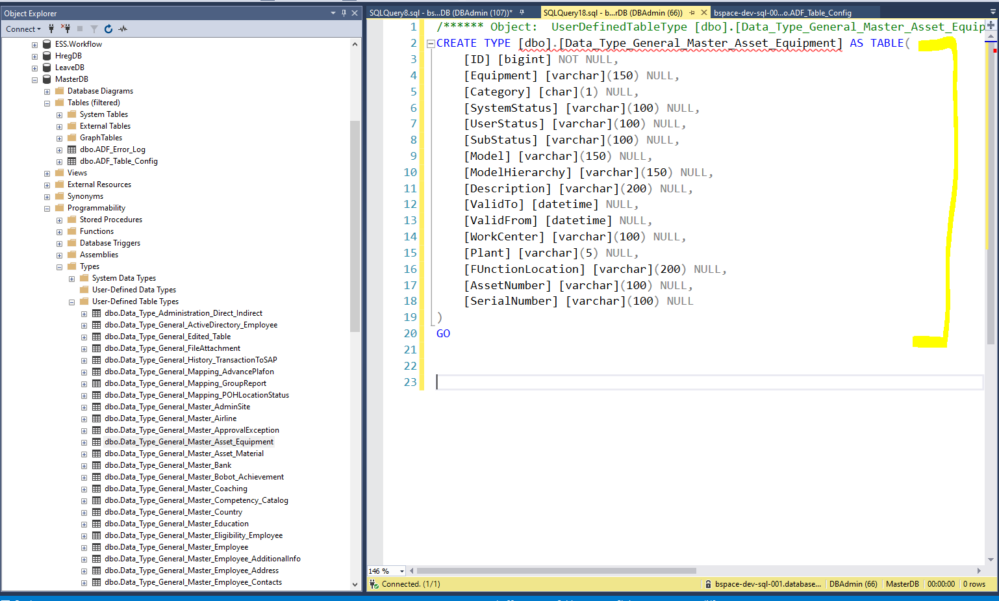 Object Explorer
Connect
ESS.Workflow
HregDB
LeaveDB
MasterDB
Database Diagrams
Tables (filtered)
System Tables
External Tables
GraphTables
dbo.ADF_Error_Log
dbo.ADF_Table_Config
Views
External Resources
Synonyms
Programmability
Stored Procedures
Functions
Database Triggers
Assemblies
Types
System Data Types
User-Defined Data Types
User-Defined Table Types
dbo.Data_Type_Administration_Direct_Indirect
dbo.Data_Type_General_ActiveDirectory_Employee
dbo.Data_Type_General_Edited_Table
dbo.Data_Type_General_FileAttachment
dbo.Data_Type_General_History_TransactionToSAP
dbo.Data_Type_General_Mapping_AdvancePlafon
dbo.Data_Type_General_Mapping_GroupReport
dbo.Data_Type_General_Mapping_POHLocationStatus
dbo.Data_Type_General_Master_AdminSite
dbo.Data_Type_General_Master_Airline
dbo.Data_Type_General_Master_ApprovalException
dbo.Data_Type_General_Master_Asset_Equipment
dbo.Data_Type_General_Master_Asset_Material
dbo.Data_Type_General_Master_Bank
dbo.Data_Type_General_Master_Bobot_Achievement
dbo.Data_Type_General_Master_Coaching
dbo.Data_Type_General_Master_Competency_Catalog
dbo.Data_Type_General_Master_Country
dbo.Data_Type_General_Master_Education
dbo.Data_Type_General_Master_Eligibility_Employee
dbo.Data_Type_General_Master_Employee
dbo.Data_Type_General_Master_Employee_AdditionalInfo
dbo.Data_Type_General_Master_Employee_Address
dbo.Data_Type_General_Master_Employee_Contacts
SQLQuery8.sql - bs...DB (DBAdmin (107))* SQLQuery18.sql - b...rDB (DBAdmin (66)) bspace-dev-sql-00...o.ADF_Table_Config
1 /****** Object:  UserDefinedTableType [dbo].[Data_Type_General_Master_Asset_Equip
2 CREATE TYPE [dbo].[Data_Type_General_Master_Asset_Equipment] AS TABLE(
3 [ID] [bigint] NOT NULL,
4 [Equipment] [varchar](150) NULL,
5 [Category] [char](1) NULL,
6 [SystemStatus] [varchar](100) NULL,
7 [UserStatus] [varchar](100) NULL,
8 [SubStatus] [varchar](100) NULL,
9 [Model] [varchar](150) NULL,
10 [ModelHierarchy] [varchar](150) NULL,
11 [Description] [varchar](200) NULL,
12 [ValidTo] [datetime] NULL,
13 [ValidFrom] [datetime] NULL,
14 [WorkCenter] [varchar](100) NULL,
15 [Plant] [varchar](5) NULL,
16 [FUnctionLocation] [varchar](200) NULL,
17 [AssetNumber] [varchar](100) NULL,
18 [SerialNumber] [varchar](100) NULL
19 )
20 GO
21
22
23
146 %
Connected. (1/1) bspace-dev-sql-001.database... DBAdmin (66) MasterDB 00:00:00 0 rows